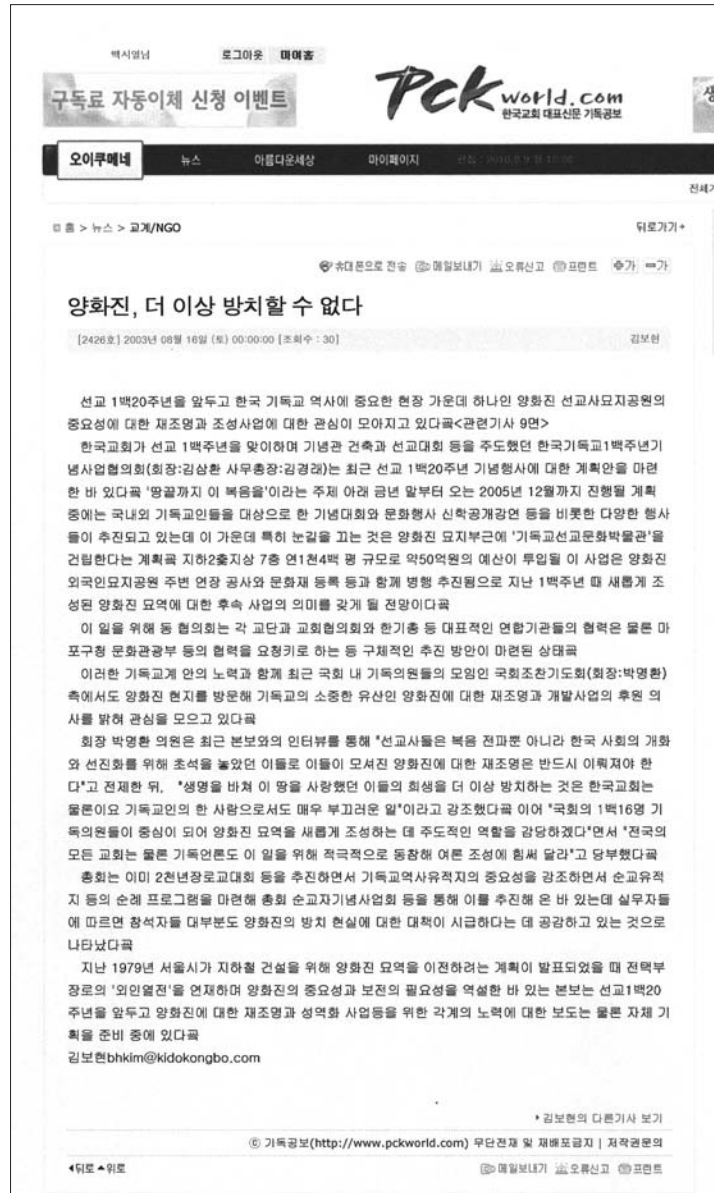 백시열님 로그아웃 마이홈
구독료 자동이체 신청 이벤트
Pckworld.com
한국교회 대표신문 기독공보
오이쿠메네 뉴스 아름다운세상 마이페이지
홈 > 뉴스 > 교계/NGO 뒤로가기
휴대폰으로 전송 메일보내기 오류신고 프린트 가 가
양화진, 더 이상 방치할 수 없다
[2426호] 2003년 08월 16일 (토) 00:00:00 [조회수 : 30] 김보현
선교 1백20주년을 앞두고 한국 기독교 역사에 중요한 현장 가운데 하나인 양화진 선교사묘지공원의
중요성에 대한 재조명과 조성사업에 대한 관심이 모아지고 있다곸<관련기사 9면>
한국교회가 선교 1백주년을 맞이하며 기념관 건축과 선교대회 등을 주도했던 한국기독교1백주년기
념사업협의회(회장:김삼환 사무총장:김경래)는 최근 선교 1백20주년 기념행사에 대한 계획안을 마련
한 바 있다곸 '땅끝까지 이 복음을'이라는 주제 아래 금년 말부터 오는 2005년 12월까지 진행될 계획
중에는 국내외 기독교인들을 대상으로 한 기념대회와 문화행사 신학공개강연 등을 비롯한 다양한 행사
들이 추진되고 있는데 이 가운데 특히 눈길을 끄는 것은 양화진 묘지부근에 '기독교선교문화박물관'을
건립한다는 계획곸 지하2춫지상 7층 연1천4백 평 규모로 약50억원의 예산이 투입될 이 사업은 양화진
외국인묘지공원 주변 연장 공사와 문화재 등록 등과 함께 병행 추진됨으로 지난 1백주년 때 새롭게 조
성된 양화진 묘역에 대한 후속 사업의 의미를 갖게 될 전망이다곸
이 일을 위해 동 협의회는 각 교단과 교회협의회와 한기총 등 대표적인 연합기관들의 협력은 물론 마
포구청 문화관광부 등의 협력을 요청키로 하는 등 구체적인 추진 방안이 마련된 상태곸
이러한 기독교계 안의 노력과 함께 최근 국회 내 기독의원들의 모임인 국회조찬기도회(회장:박명환)
측에서도 양화진 현지를 방문해 기독교의 소중한 유산인 양화진에 대한 재조명과 개발사업의 후원 의
사를 밝혀 관심을 모으고 있다곸
회장 박명환 의원은 최근 본보와의 인터뷰를 통해 "선교사들은 복음 전파뿐 아니라 한국 사회의 개화
와 선진화를 위해 초석을 놓았던 이들로 이들이 모셔진 양화진에 대한 재조명은 반드시 이뤄져야 한
다"고 전제한 뒤, "생명을 바쳐 이 땅을 사랑했던 이들의 희생을 더 이상 방치하는 것은 한국교회는
물론이요 기독교인의 한 사람으로서도 매우 부끄러운 일"이라고 강조했다곸 이어 "국회의 1백16명 기
독의원들이 중심이 되어 양화진 묘역을 새롭게 조성하는 데 주도적인 역할을 감당하겠다"면서 "전국의
모든 교회는 물론 기독언론도 이 일을 위해 적극적으로 동참해 여론 조성에 힘써 달라"고 당부했다곸
총회는 이미 2천년장로교대회 등을 추진하면서 기독교역사유적지의 중요성을 강조하면서 순교유적
지 등의 순례 프로그램을 마련해 총회 순교자기념사업회 등을 통해 이를 추진해 온 바 있는데 실무자들
에 따르면 참석자들 대부분도 양화진의 방치 현실에 대한 대책이 시급하다는 데 공감하고 있는 것으로
나타났다곸
지난 1979년 서울시가 지하철 건설을 위해 양화진 묘역을 이전하려는 계획이 발표되었을 때 전택부
장로의 '외인열전'을 연재하며 양화진의 중요성과 보전의 필요성을 역설한 바 있는 본보는 선교1백20
주년을 앞두고 양화진에 대한 재조명과 성역화 사업등을 위한 각계의 노력에 대한 보도는 물론 자체 기
획을 준비 중에 있다곸
김보현bhkim@kidokongbo.com
김보현의 다른기사 보기
ⓒ 기독공보(http://www.pckworld.com) 무단전재 및 재배포금지 | 저작권문의
뒤로 위로 메일보내기 오류신고 프린트